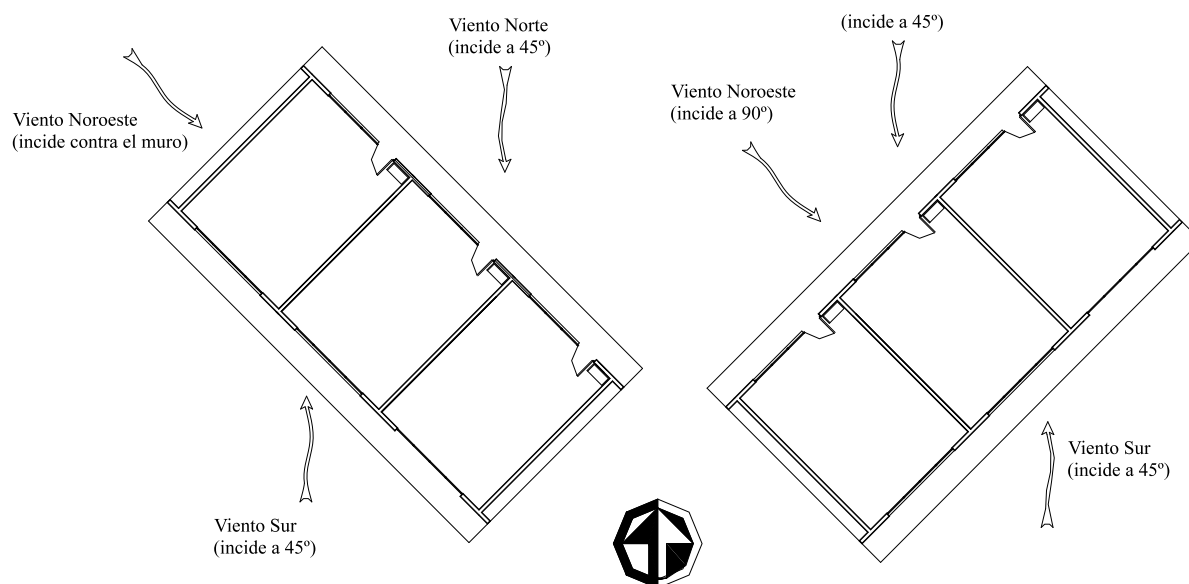 Viento Norte
(incide a 45º)
Viento Noroeste
(incide contra el muro)
Viento Sur
(incide a 45º)
(incide a 45º)
Viento Noroeste
(incide a 90º)
Viento Sur
(incide a 45º)